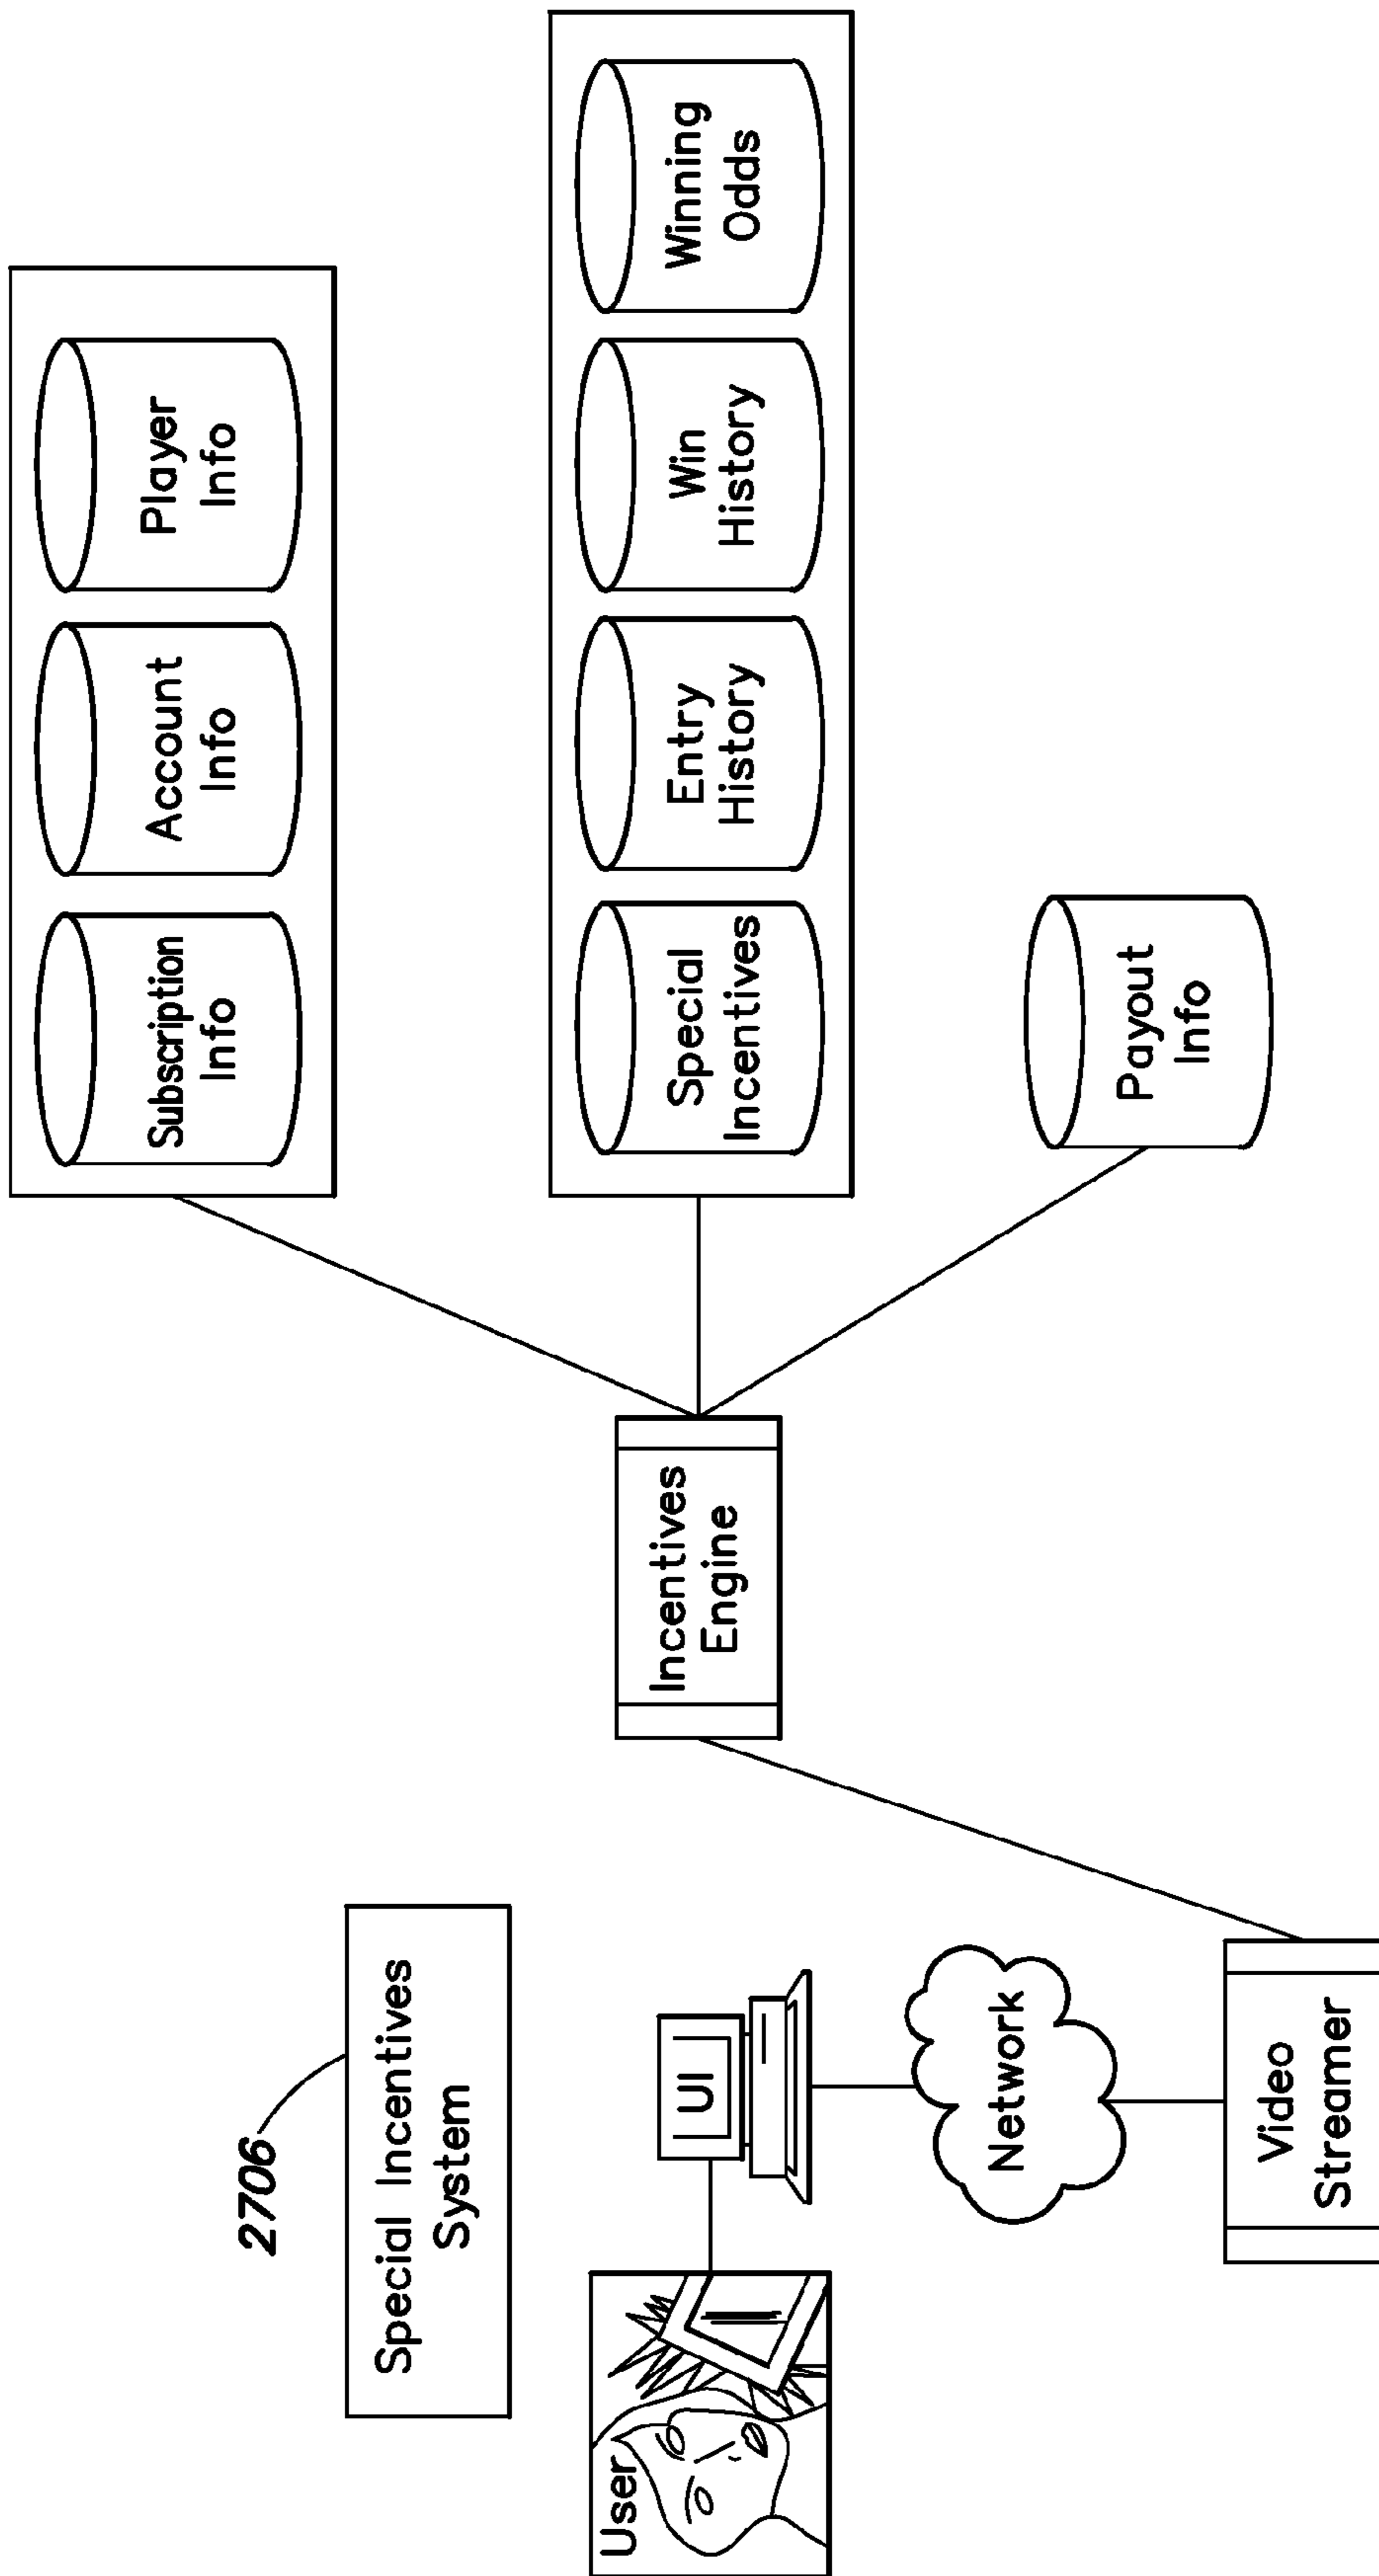 2706
Special Incentives
System
User
UI
Network
Video
Streamer
Incentives
Engine
Subscription
Info
Account
Info
Player
Info
Special
Incentives
Entry
History
Win
History
Winning
Odds
Payout
Info